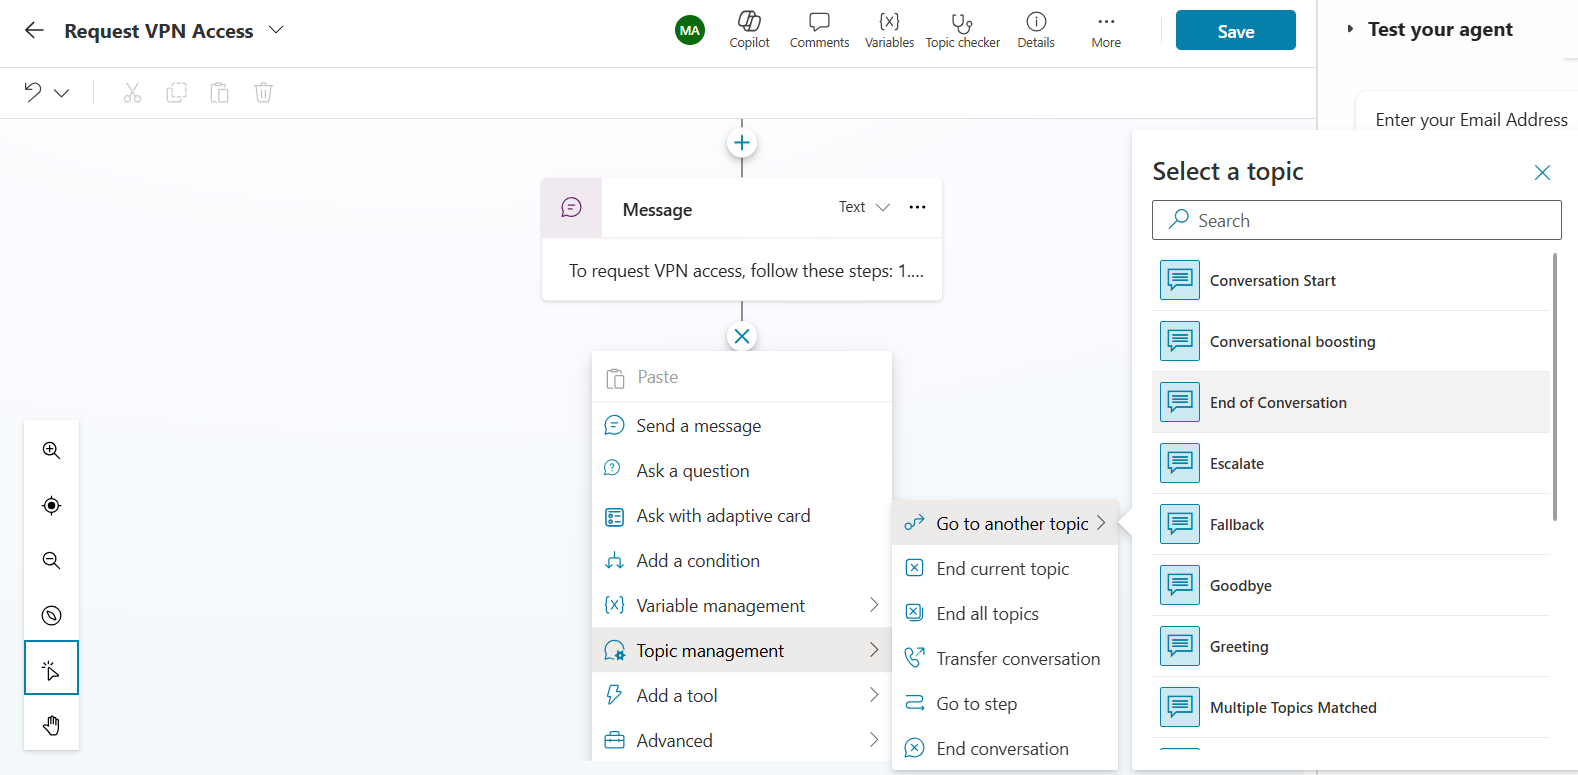 Request VPN Access
MA
Copilot
Comments
{x}
Variables
Topic checker
Details
More
Save
Test your agent
Enter your Email Address
Message
Text
To request VPN access, follow these steps: 1....
Paste
Send a message
Ask a question
Ask with adaptive card
Add a condition
{x} Variable management
Topic management
Add a tool
Advanced
Go to another topic
End current topic
End all topics
Transfer conversation
Go to step
End conversation
Select a topic
Search
Conversation Start
Conversational boosting
End of Conversation
Escalate
Fallback
Goodbye
Greeting
Multiple Topics Matched